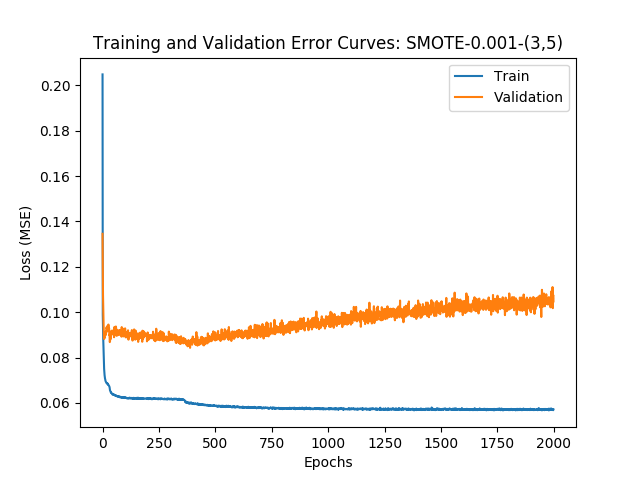 Training and Validation Error Curves: SMOTE-0.001-(3,5)
Train
Validation
0.20
0.18
0.16
0.14
0.12
0.10
0.08
0.06
Loss (MSE)
0 250 500 750 1000 1250 1500 1750 2000
Epochs